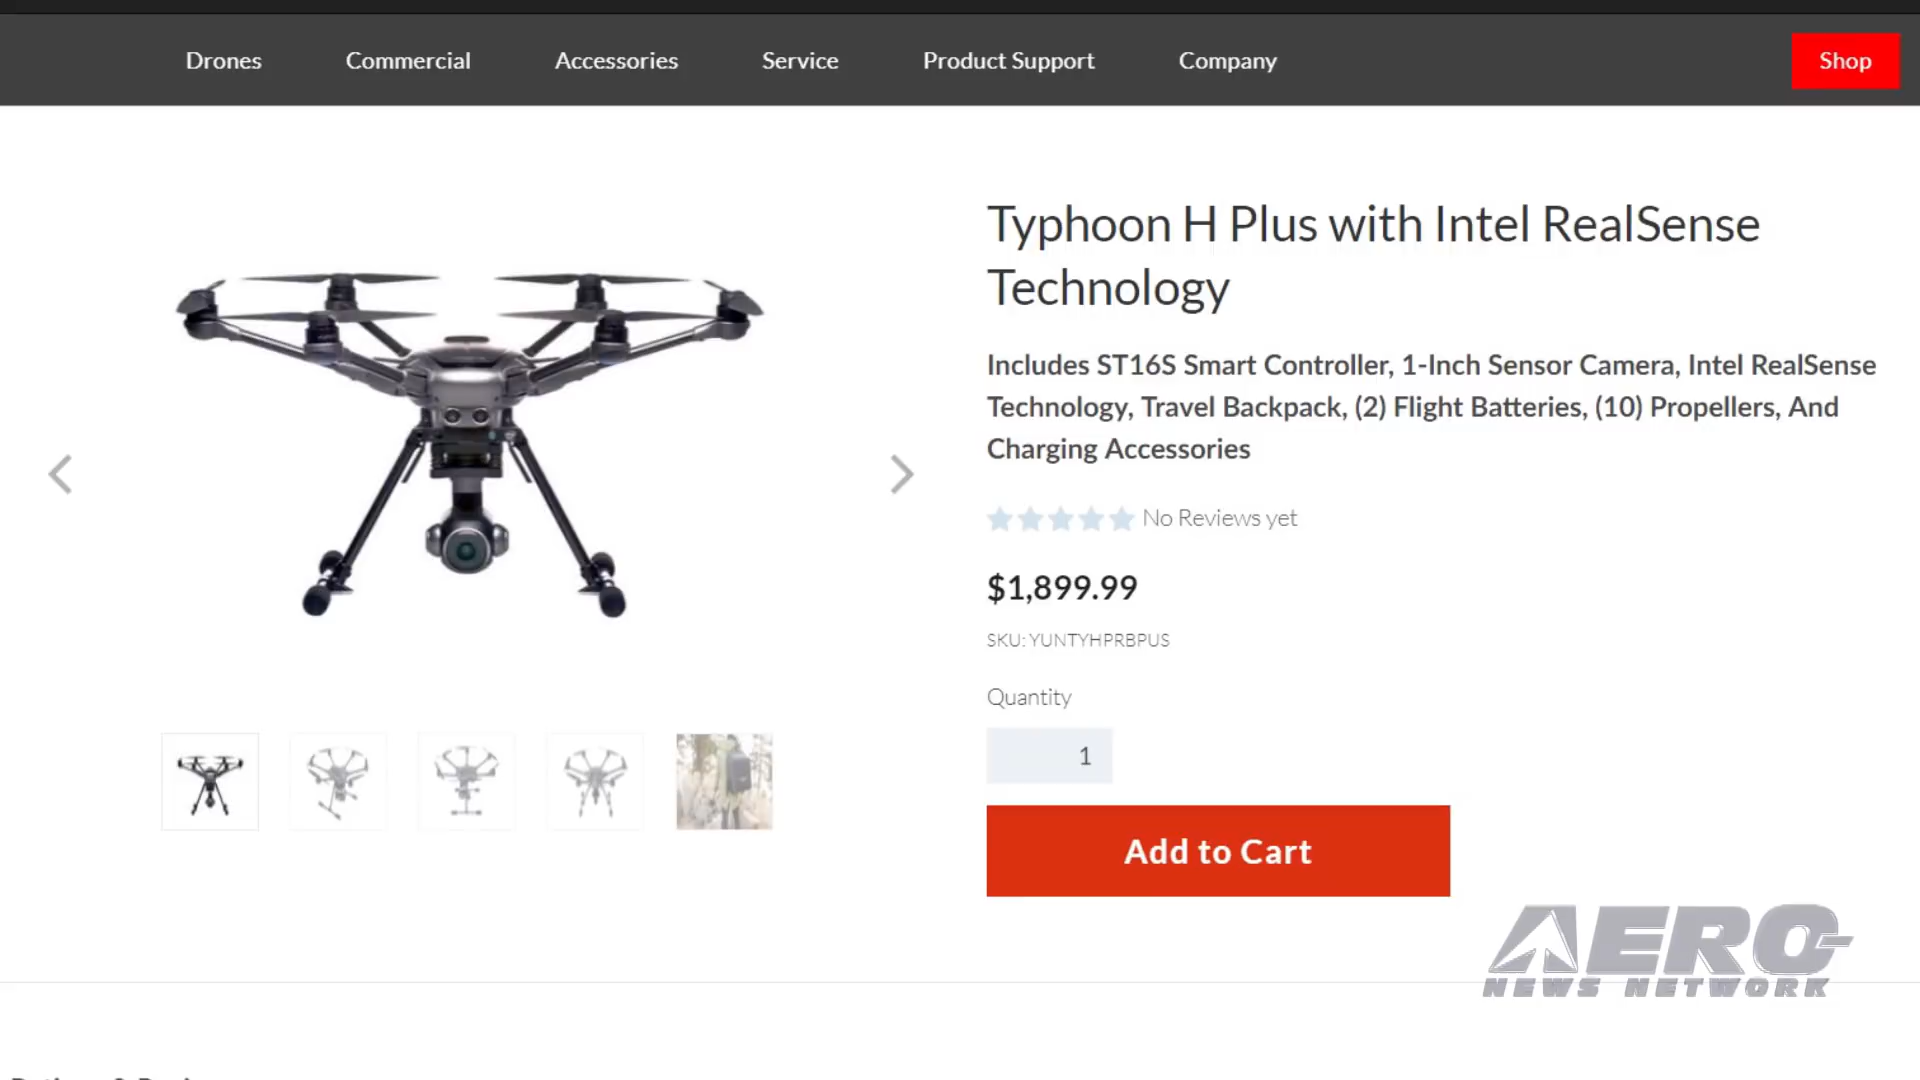 Drones Commercial Accessories Service Product Support Company Shop
Typhoon H Plus with Intel RealSense
Technology
Includes ST16S Smart Controller, 1-Inch Sensor Camera, Intel RealSense
Technology, Travel Backpack, (2) Flight Batteries, (10) Propellers, And
Charging Accessories
No Reviews yet
$1,899.99
SKU: YUNTYHPRBPUS
Quantity
1
Add to Cart
AERO-
NEWS NETWORK